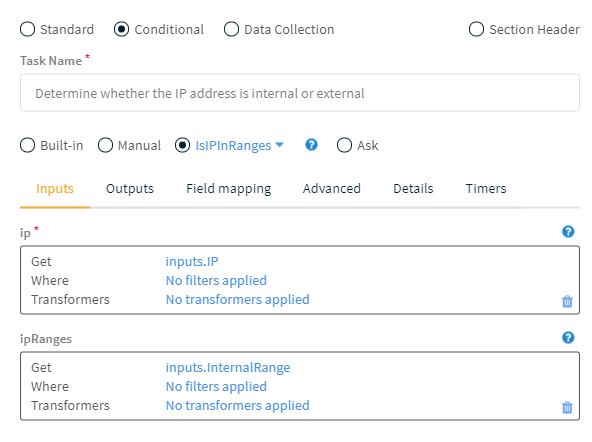 Standard Conditional Data Collection Section Header
Task Name *
Determine whether the IP address is internal or external
Built-in Manual IsIPInRanges ? Ask
Inputs Outputs Field mapping Advanced Details Timers
ip * ?
Get inputs.IP
Where No filters applied
Transformers No transformers applied
ipRanges ?
Get inputs.InternalRange
Where No filters applied
Transformers No transformers applied